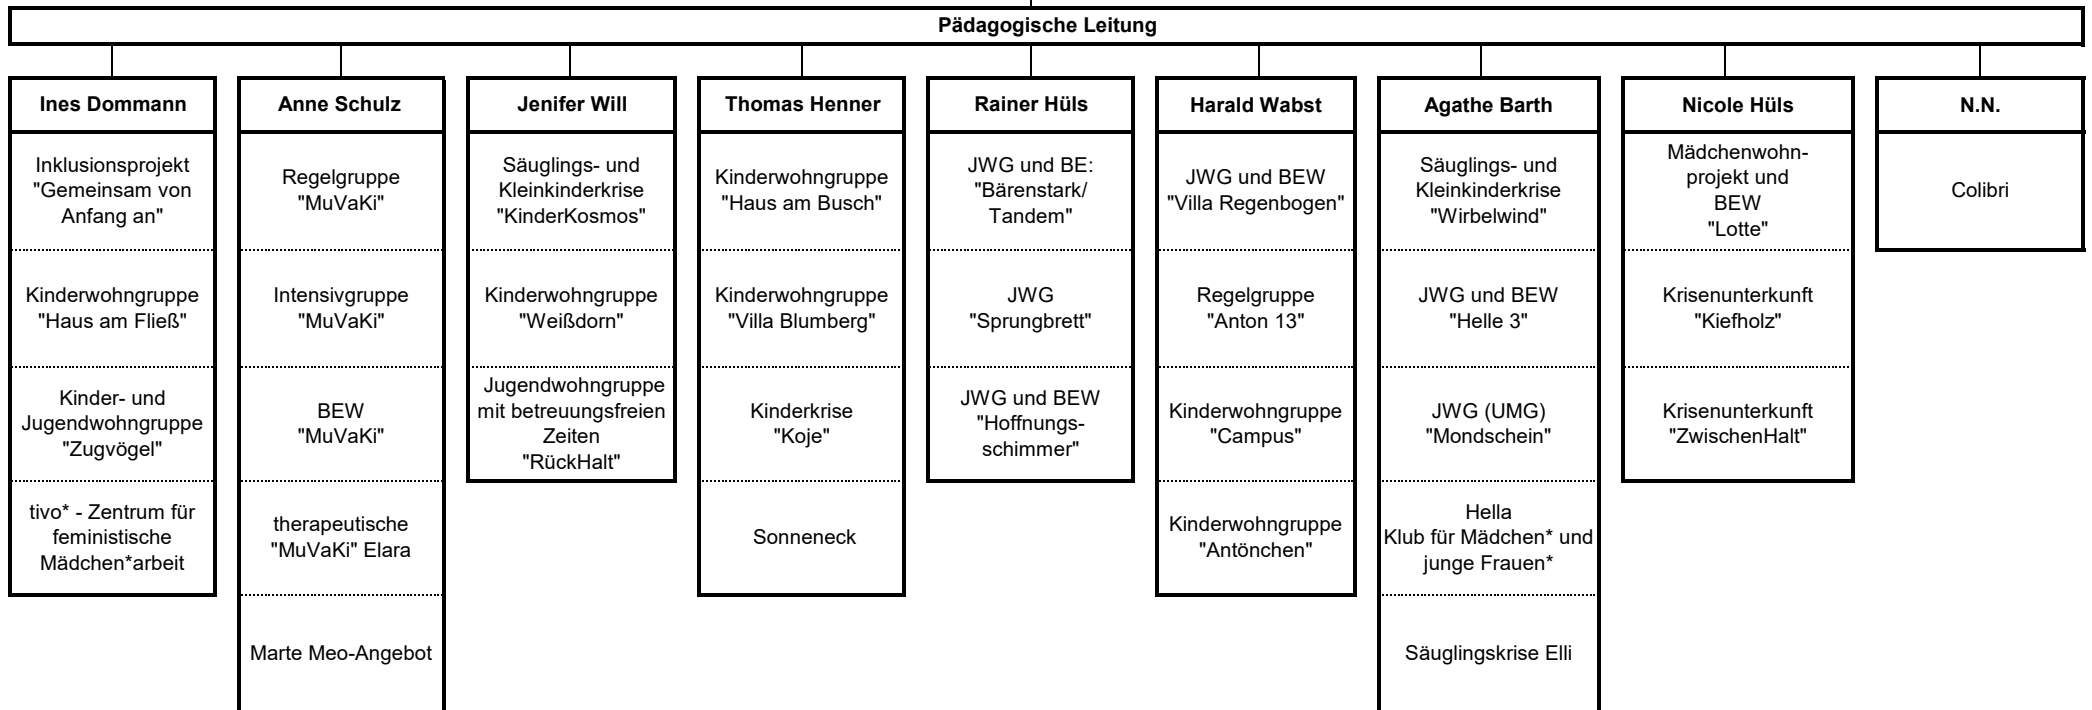 Pädagogische Leitung
Ines Dommann
Inklusionsprojekt
"Gemeinsam von
Anfang an"
Kinderwohngruppe
"Haus am Fließ"
Kinder- und
Jugendwohngruppe
"Zugvögel"
tivo* - Zentrum für
feministische
Mädchen*arbeit
Anne Schulz
Regelgruppe
"MuVaKi"
Intensivgruppe
"MuVaKi"
BEW
"MuVaKi"
therapeutische
"MuVaKi" Elara
Marte Meo-Angebot
Jenifer Will
Säuglings- und
Kleinkinderkrise
"KinderKosmos"
Kinderwohngruppe
"Weißdorn"
Jugendwohngruppe
mit betreuungsfreien
Zeiten
"RückHalt"
Thomas Henner
Kinderwohngruppe
"Haus am Busch"
Kinderwohngruppe
"Villa Blumberg"
Kinderkrise
"Koje"
Sonneneck
Rainer Hüls
JWG und BE:
"Bärenstark/
Tandem"
JWG
"Sprungbrett"
JWG und BEW
"Hoffnungs-
schimmer"
Harald Wabst
JWG und BEW
"Villa Regenbogen"
Regelgruppe
"Anton 13"
Kinderwohngruppe
"Campus"
Kinderwohngruppe
"Antönchen"
Agathe Barth
Säuglings- und
Kleinkinderkrise
"Wirbelwind"
JWG und BEW
"Helle 3"
JWG (UMG)
"Mondschein"
Hella
Klub für Mädchen* und
junge Frauen*
Säuglingskrise Elli
Nicole Hüls
Mädchenwohn-
projekt und
BEW
"Lotte"
Krisenunterkunft
"Kiefholz"
Krisenunterkunft
"ZwischenHalt"
N.N.
Colibri